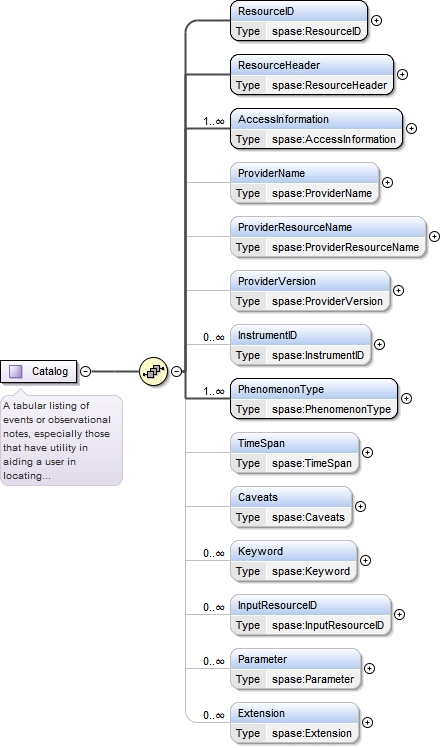 ResourceID
Type spase:ResourceID
ResourceHeader
Type spase:ResourceHeader
1..∞
AccessInformation
Type spase:AccessInformation
ProviderName
Type spase:ProviderName
ProviderResourceName
Type spase:ProviderResourceName
ProviderVersion
Type spase:ProviderVersion
0..∞
InstrumentID
Type spase:InstrumentID
Catalog
A tabular listing of
events or observational
notes, especially those
that have utility in
aiding a user in
locating...
1..∞
PhenomenonType
Type spase:PhenomenonType
TimeSpan
Type spase:TimeSpan
Caveats
Type spase:Caveats
0..∞
Keyword
Type spase:Keyword
0..∞
InputResourceID
Type spase:InputResourceID
0..∞
Parameter
Type spase:Parameter
0..∞
Extension
Type spase:Extension